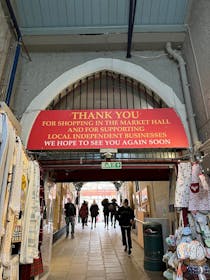 THANK YOU
FOR SHOPPING IN THE MARKET HALL
AND FOR SUPPORTING
LOCAL INDEPENDENT BUSINESSES
WE HOPE TO SEE YOU AGAIN SOON